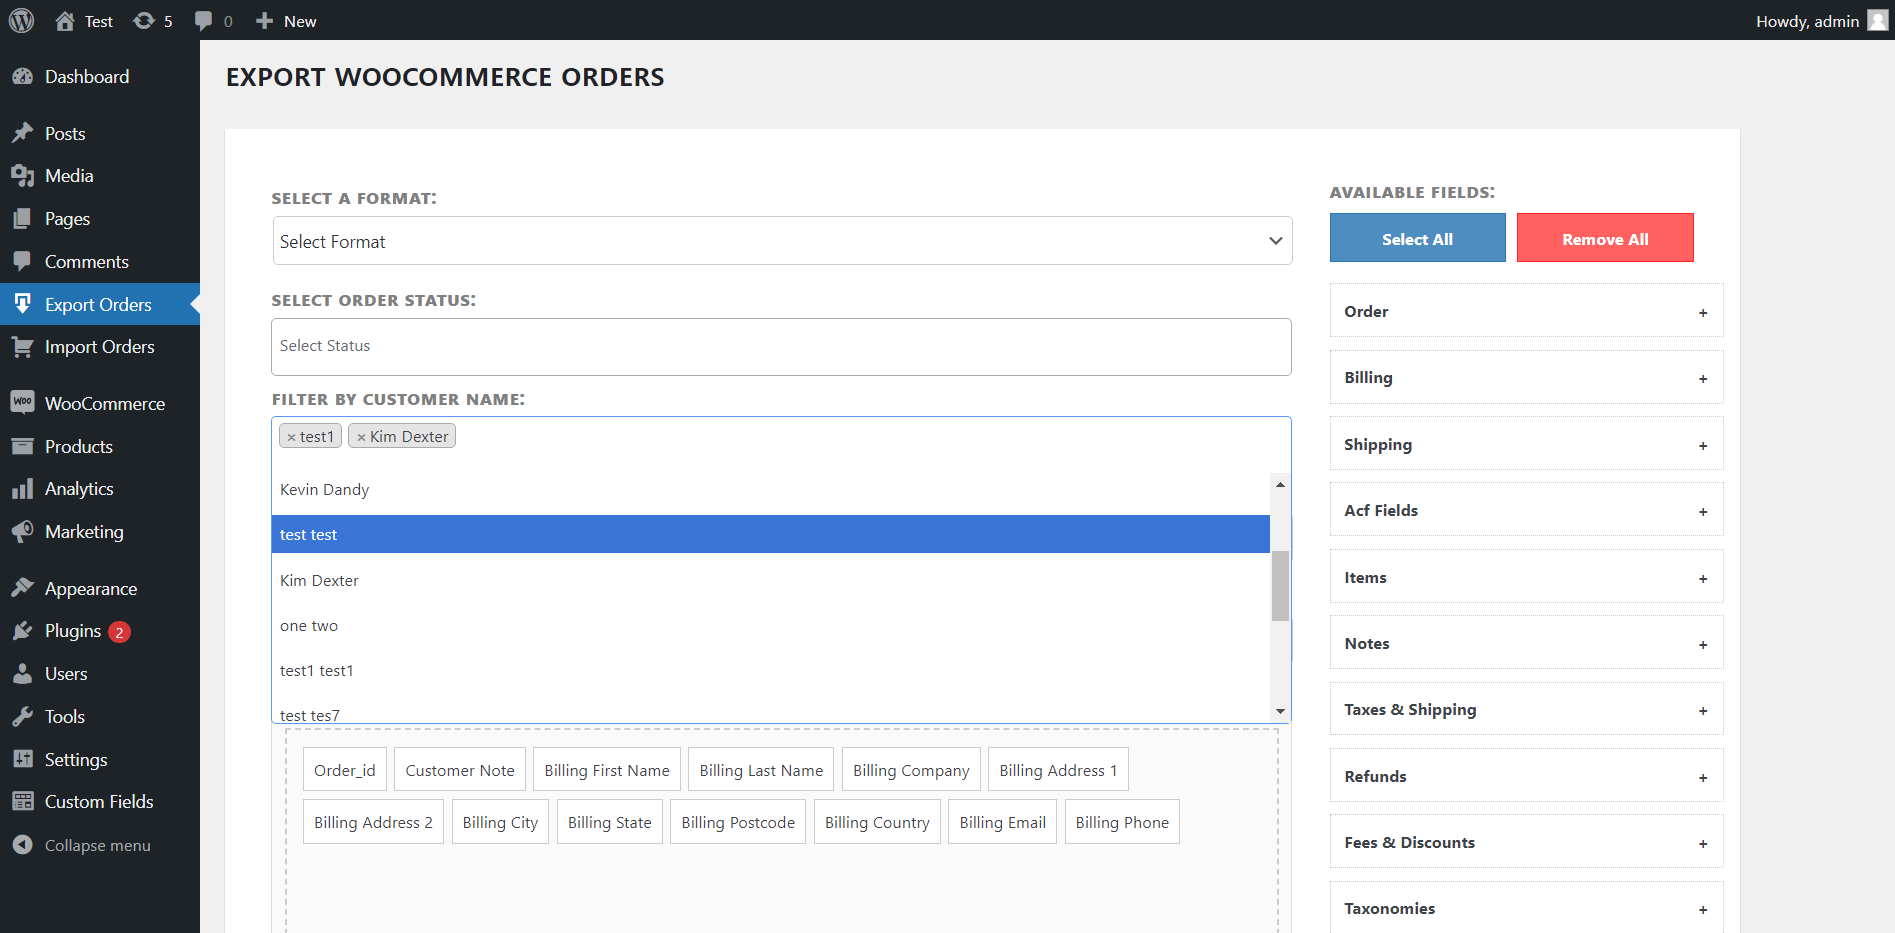 Test 5 0 New Howdy, admin
Dashboard
Posts
Media
Pages
Comments
Export Orders
Import Orders
Woo WooCommerce
Products
Analytics
Marketing
Appearance
Plugins 2
Users
Tools
Settings
Custom Fields
Collapse menu
EXPORT WOOCOMMERCE ORDERS
SELECT A FORMAT:
Select Format
SELECT ORDER STATUS:
Select Status
FILTER BY CUSTOMER NAME:
× test1 × Kim Dexter
Kevin Dandy
test test
Kim Dexter
one two
test1 test1
test tes7
Order_id Customer Note Billing First Name Billing Last Name Billing Company Billing Address 1
Billing Address 2 Billing City Billing State Billing Postcode Billing Country Billing Email Billing Phone
AVAILABLE FIELDS:
Select All Remove All
Order +
Billing +
Shipping +
Acf Fields +
Items +
Notes +
Taxes & Shipping +
Refunds +
Fees & Discounts +
Taxonomies +